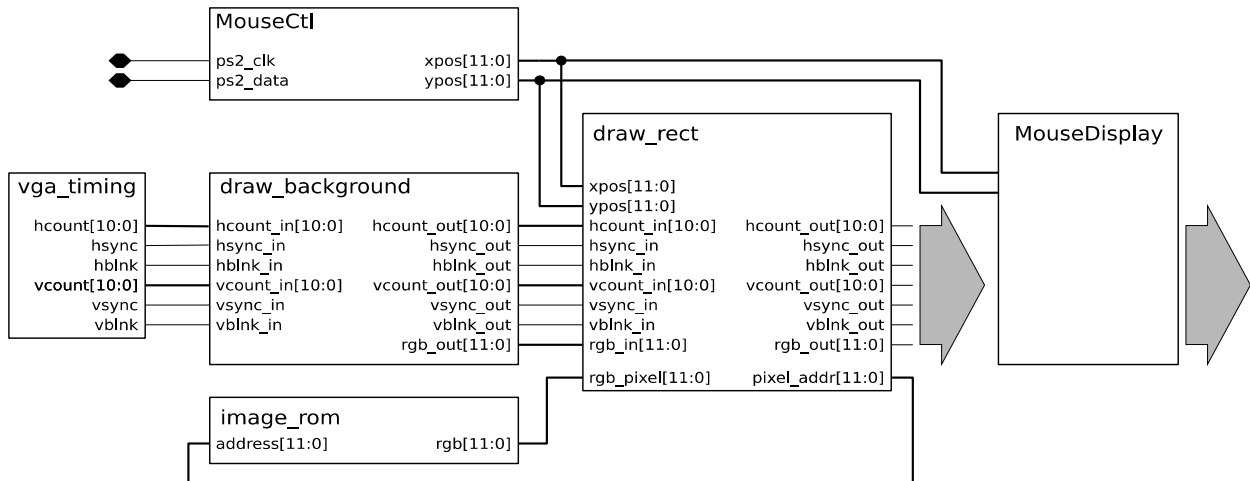 MouseCtl
ps2_clk xpos[11:0]
ps2_data ypos[11:0]
draw_rect
MouseDisplay
xpos[11:0]
ypos[11:0]
vga_timing
hcount[10:0]
hsync
hblnk
vcount[10:0]
vsync
vblnk
draw_background
hcount_in[10:0] hcount_out[10:0]
hsync_in hsync_out
hblnk_in hblnk_out
vcount_in[10:0] vcount_out[10:0]
vsync_in vsync_out
vblnk_in vblnk_out
rgb_out[11:0]
hcount_in[10:0] hcount_out[10:0]
hsync_in hsync_out
hblnk_in hblnk_out
vcount_in[10:0] vcount_out[10:0]
vsync_in vsync_out
vblnk_in vblnk_out
rgb_in[11:0] rgb_out[11:0]
rgb_pixel[11:0] pixel_addr[11:0]
image_rom
address[11:0] rgb[11:0]